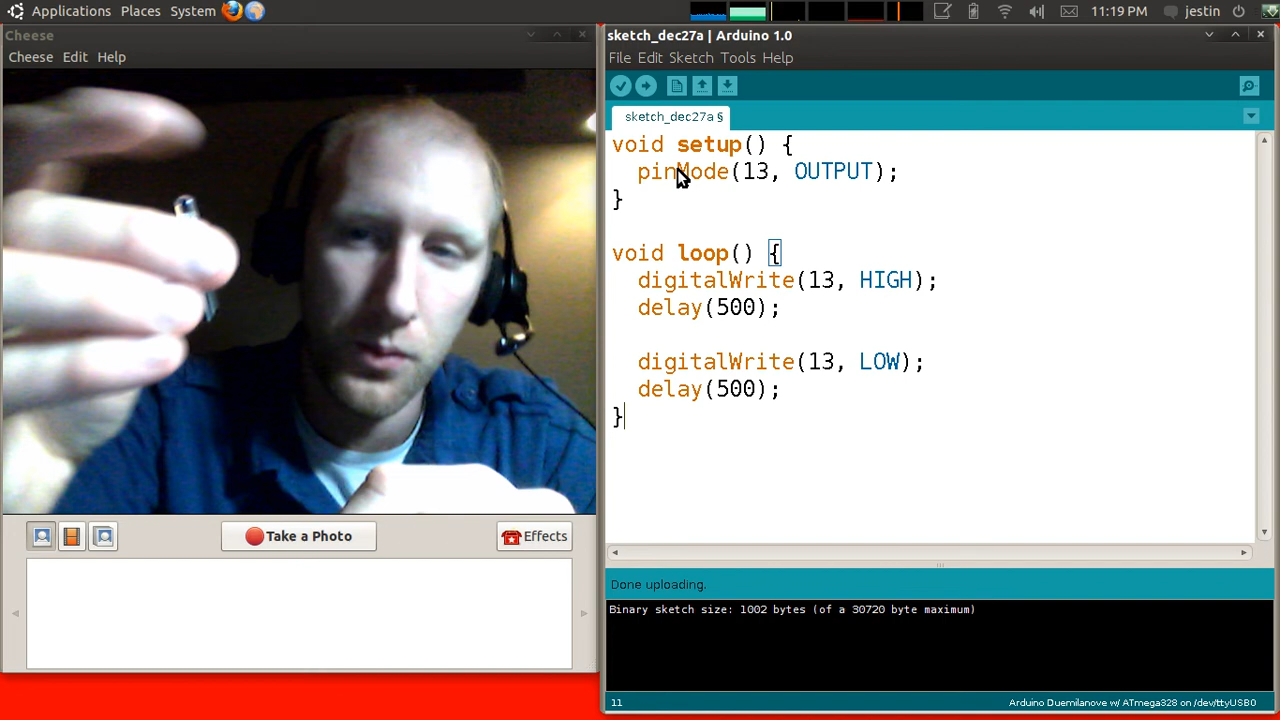 Applications Places System 11:19 PM jestin
Cheese
Cheese Edit Help
Take a Photo
Effects
sketch_dec27a | Arduino 1.0
File Edit Sketch Tools Help
sketch_dec27a §
void setup() {
pinMode(13, OUTPUT);
}
void loop() {
digitalWrite(13, HIGH);
delay(500);
digitalWrite(13, LOW);
delay(500);
}
Done uploading.
Binary sketch size: 1002 bytes (of a 30720 byte maximum)
11 Arduino Duemilanove w/ ATmega328 on /dev/ttyUSB0